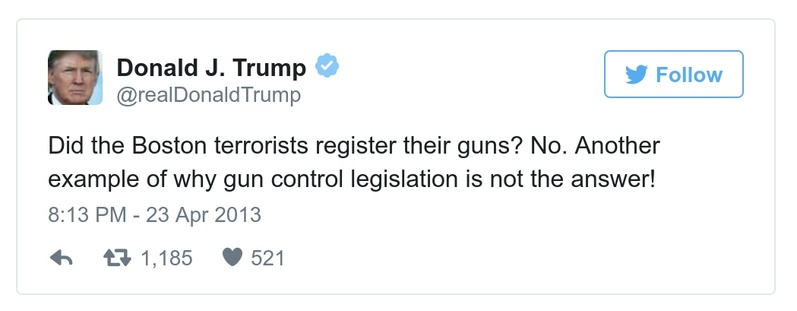 Donald J. Trump
@realDonaldTrump
Follow
Did the Boston terrorists register their guns? No. Another
example of why gun control legislation is not the answer!
8:13 PM - 23 Apr 2013
1,185 521